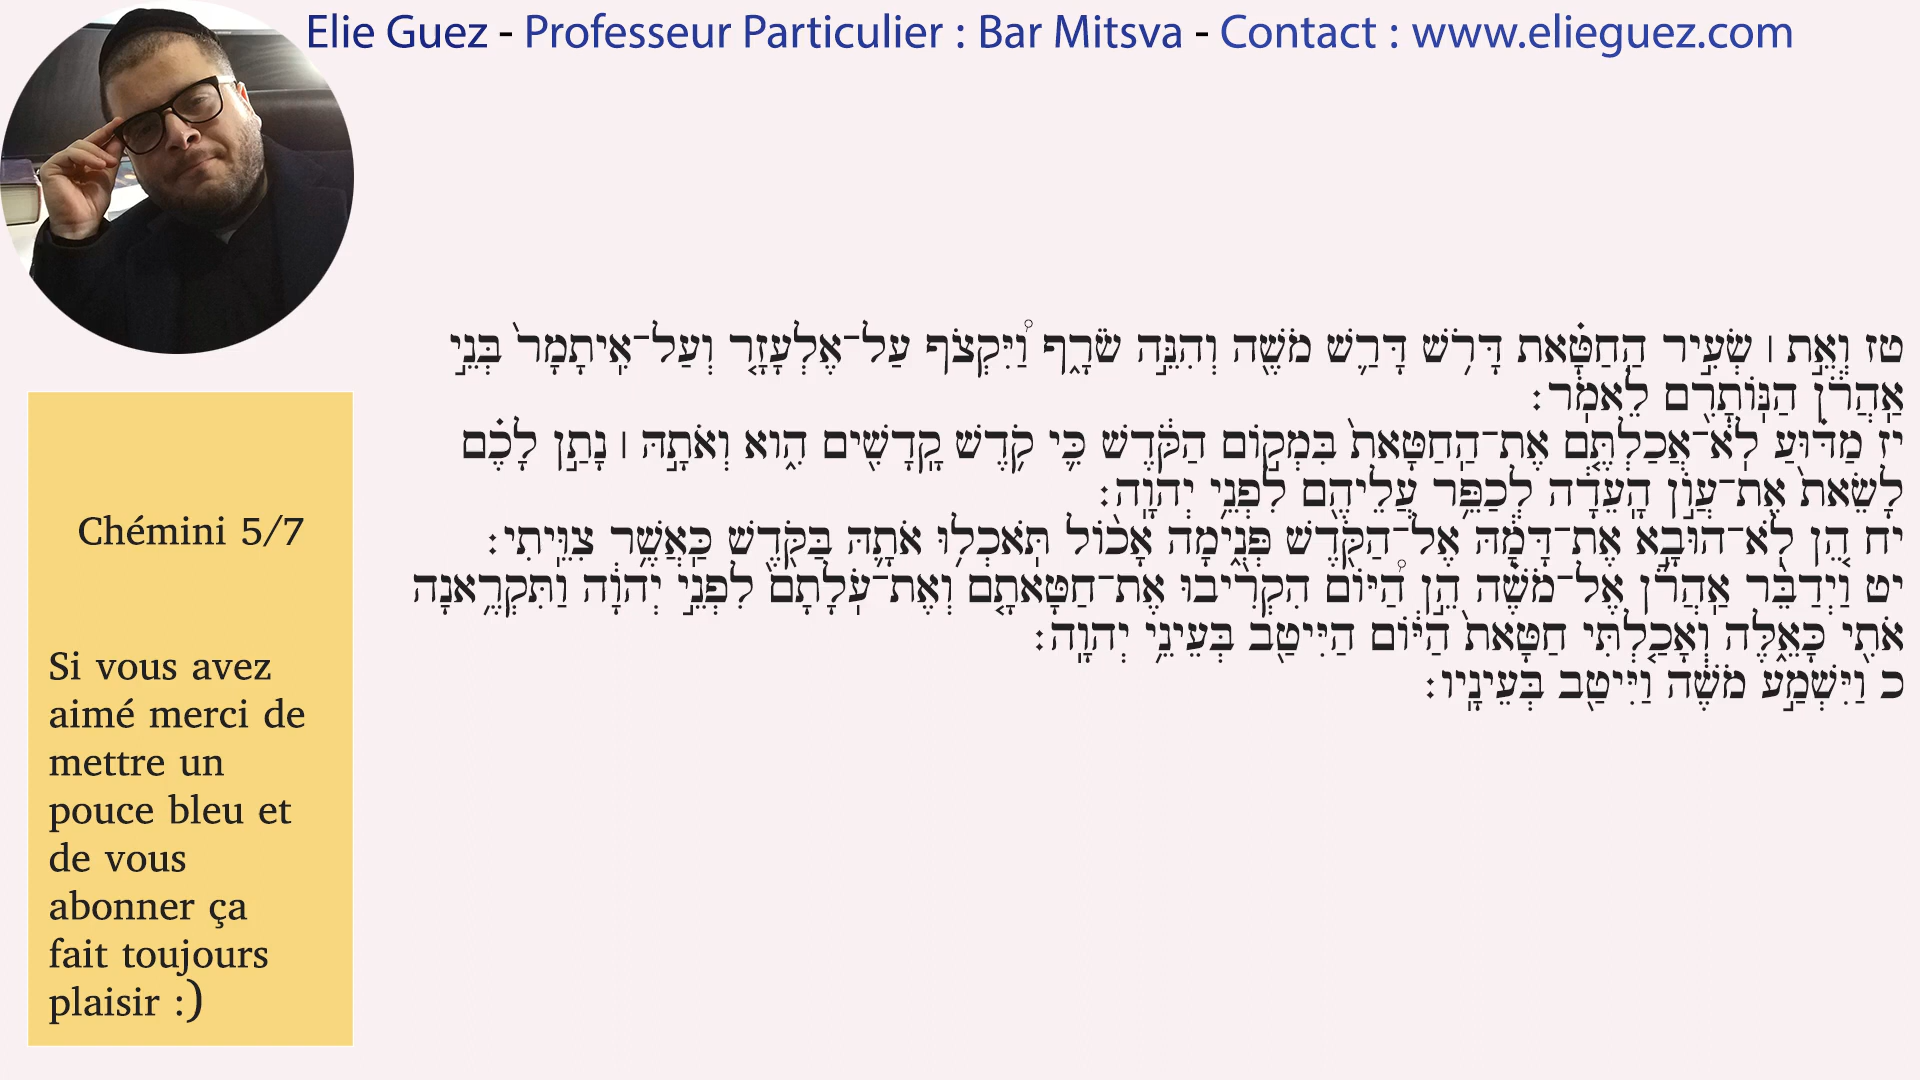 Elie Guez - Professeur Particulier : Bar Mitsva - Contact : www.elieguez.com
טז וְאֵ֣ת ׀ שְׂעִ֣יר הַֽחַטָּ֗את דָּרֹ֥שׁ דָּרַ֛שׁ מֹשֶׁ֖ה וְהִנֵּ֣ה שֹׂרָ֑ף וַ֠יִּקְצֹף עַל־אֶלְעָזָ֤ר וְעַל־אִֽיתָמָר֙ בְּנֵ֣י
אַהֲרֹ֔ן הַנּֽוֹתָרִ֖ם לֵאמֹֽר׃
יז מַדּ֗וּעַ לֹֽא־אֲכַלְתֶּ֤ם אֶת־הַֽחַטָּאת֙ בִּמְק֣וֹם הַקֹּ֔דֶשׁ כִּ֛י קֹ֥דֶשׁ קָֽדָשִׁ֖ים הִ֑וא וְאֹתָ֣הּ ׀ נָתַ֣ן לָכֶ֗ם
לָשֵׂאת֙ אֶת־עֲוֺ֣ן הָֽעֵדָ֔ה לְכַפֵּ֥ר עֲלֵיהֶ֖ם לִפְנֵ֥י יְהוָֽה׃
יח הֵ֚ן לֹא־הוּבָ֣א אֶת־דָּמָ֔הּ אֶל־הַקֹּ֖דֶשׁ פְּנִ֑ימָה אָכ֨וֹל תֹּֽאכְל֥וּ אֹתָ֛הּ בַּקֹּ֖דֶשׁ כַּֽאֲשֶׁ֥ר צִוֵּֽיתִי׃
יט וַיְדַבֵּ֨ר אַֽהֲרֹ֜ן אֶל־מֹשֶׁ֗ה הֵ֣ן הַ֠יּוֹם הִקְרִ֨יבוּ אֶת־חַטָּאתָ֤ם וְאֶת־עֹֽלָתָם֙ לִפְנֵ֣י יְהוָ֔ה וַתִּקְרֶ֥אנָה
אֹתִ֖י כָּאֵ֑לֶּה וְאָכַ֤לְתִּי חַטָּאת֙ הַיּ֔וֹם הַיִּיטַ֖ב בְּעֵינֵ֥י יְהוָֽה׃
כ וַיִּשְׁמַ֣ע מֹשֶׁ֔ה וַיִּיטַ֖ב בְּעֵינָֽיו׃
Chémini 5/7
Si vous avez
aimé merci de
mettre un
pouce bleu et
de vous
abonner ça
fait toujours
plaisir :)